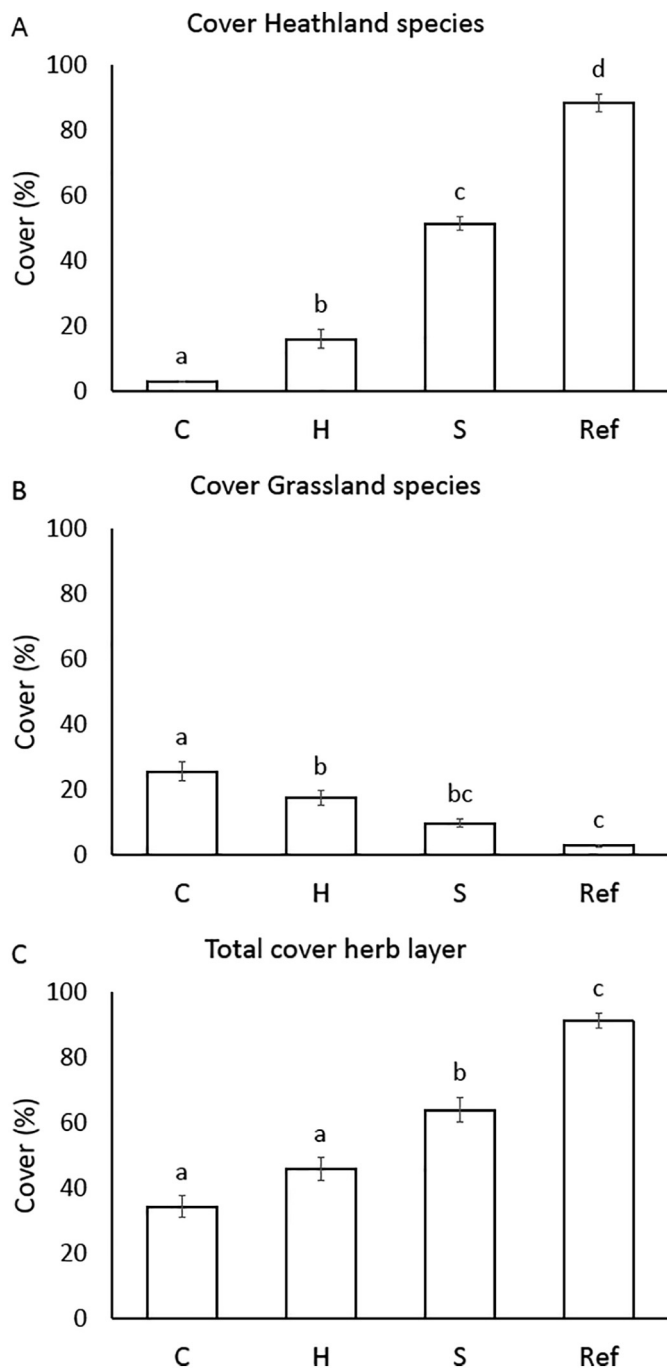 A
Cover Heathland species
Cover (%)
100
80
60
40
20
0
a
b
c
d
C H S Ref
B
Cover Grassland species
Cover (%)
100
80
60
40
20
0
a
b
bc
c
C H S Ref
C
Total cover herb layer
Cover (%)
100
80
60
40
20
0
a
a
b
c
C H S Ref